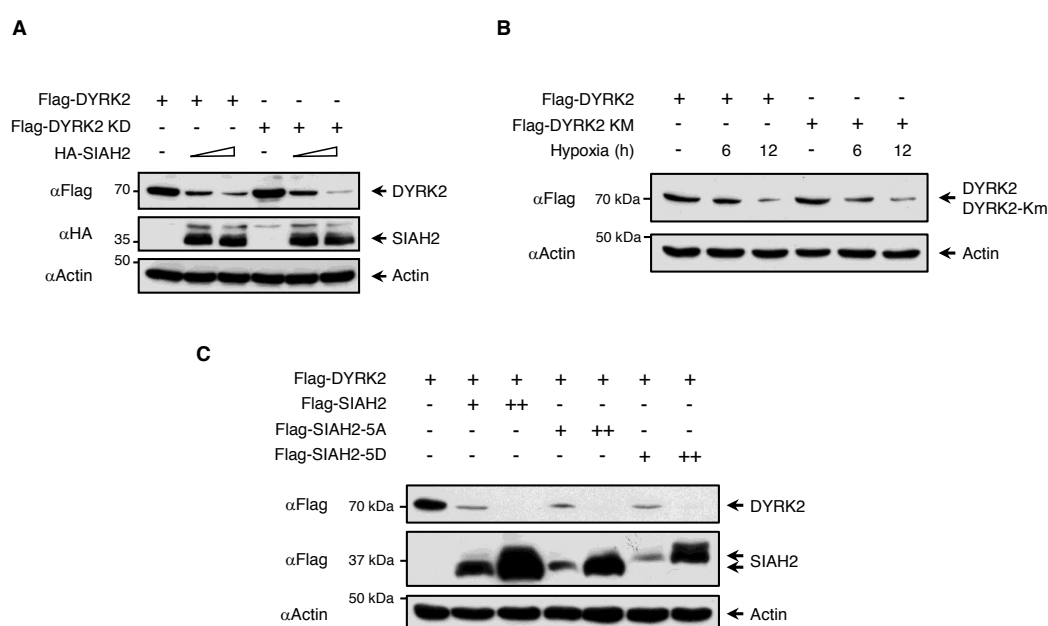 A
Flag-DYRK2 + + + - - -
Flag-DYRK2 KD - - - + + +
HA-SIAH2 - -
αFlag 70 DYRK2
αHA 35 SIAH2
50
αActin Actin
B
Flag-DYRK2 + + + - - -
Flag-DYRK2 KM - - - + + +
Hypoxia (h) - 6 12 - 6 12
αFlag 70 kDa DYRK2
DYRK2-Km
50 kDa
αActin Actin
C
Flag-DYRK2 + + + + + + +
Flag-SIAH2 - + ++ - - - -
Flag-SIAH2-5A - - - + ++ - -
Flag-SIAH2-5D - - - - - + ++
αFlag 70 kDa DYRK2
αFlag 37 kDa SIAH2
50 kDa
αActin Actin